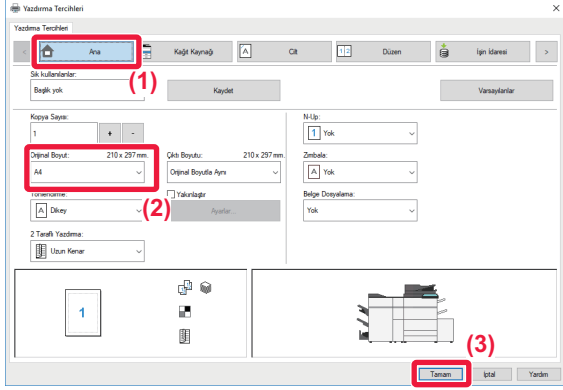 Yazdırma Tercihleri
Yazdırma Tercihleri
< Ana Kağıt Kaynağı A Cilt 1 2 Düzen İşin İdaresi >
(1)
Sık kullanılanlar:
Başlık yok Kaydet Varsayılanlar
Kopya Sayısı: N-Up:
1 + - 1 Yok
Orijinal Boyut: 210 x 297 mm. Çıktı Boyutu: 210 x 297 mm. Zımbala:
A4 Orijinal Boyutla Aynı A Yok
(2)
Yönlendirme: Yakınlaştır Belge Dosyalama:
A Dikey Ayarlar... Yok
2 Taraflı Yazdırma:
Uzun Kenar
1
(3)
Tamam İptal Yardım